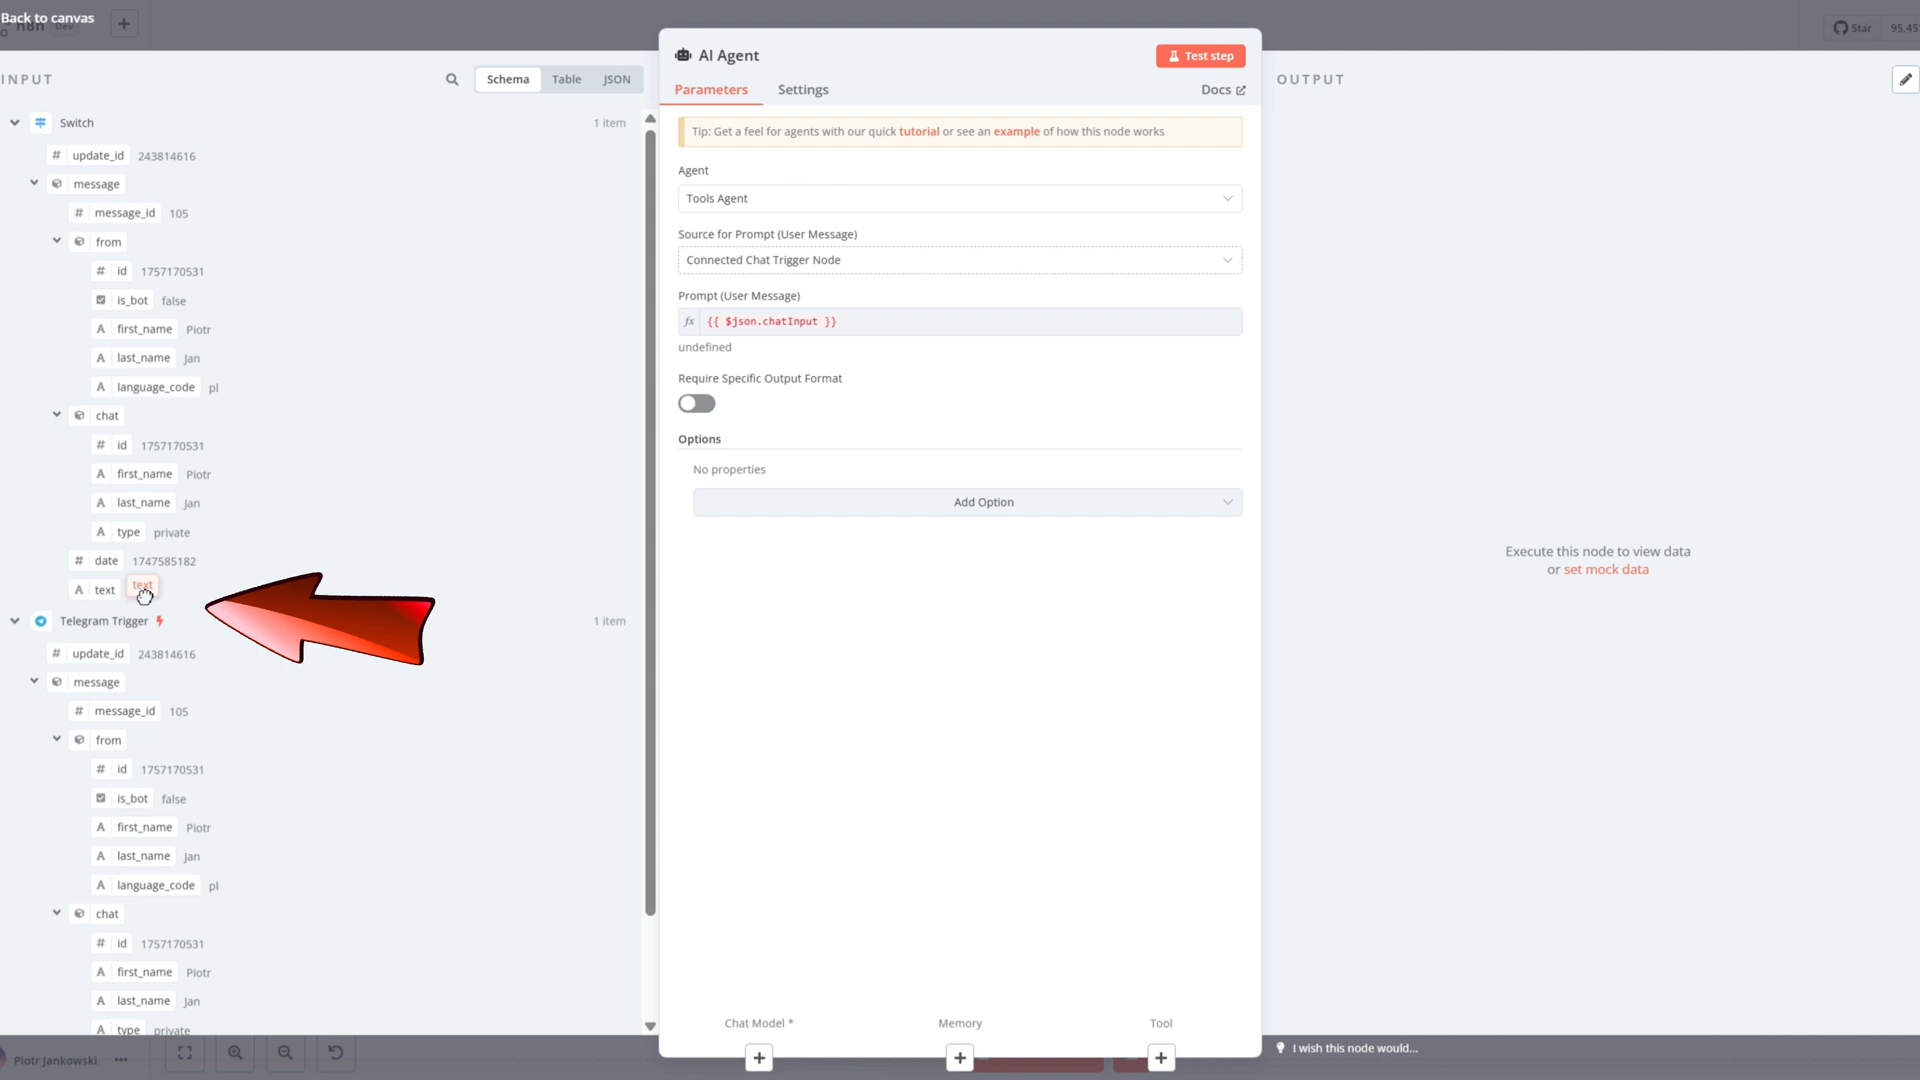 Back to canvas
n8n Dev
Star 95,45
INPUT
Schema Table JSON
Switch 1 item
# update_id 243814616
message
# message_id 105
from
# id 1757170531
is_bot false
A first_name Piotr
A last_name Jan
A language_code pl
chat
# id 1757170531
A first_name Piotr
A last_name Jan
A type private
# date 1747585182
A text text
Telegram Trigger 1 item
# update_id 243814616
message
# message_id 105
from
# id 1757170531
is_bot false
A first_name Piotr
A last_name Jan
A language_code pl
chat
# id 1757170531
A first_name Piotr
A last_name Jan
A type private
Piotr Jankowski
AI Agent
Test step
Parameters Settings Docs
Tip: Get a feel for agents with our quick tutorial or see an example of how this node works
Agent
Tools Agent
Source for Prompt (User Message)
Connected Chat Trigger Node
Prompt (User Message)
fx {{ $json.chatInput }}
undefined
Require Specific Output Format
Options
No properties
Add Option
Chat Model * Memory Tool
OUTPUT
Execute this node to view data
or set mock data
I wish this node would...